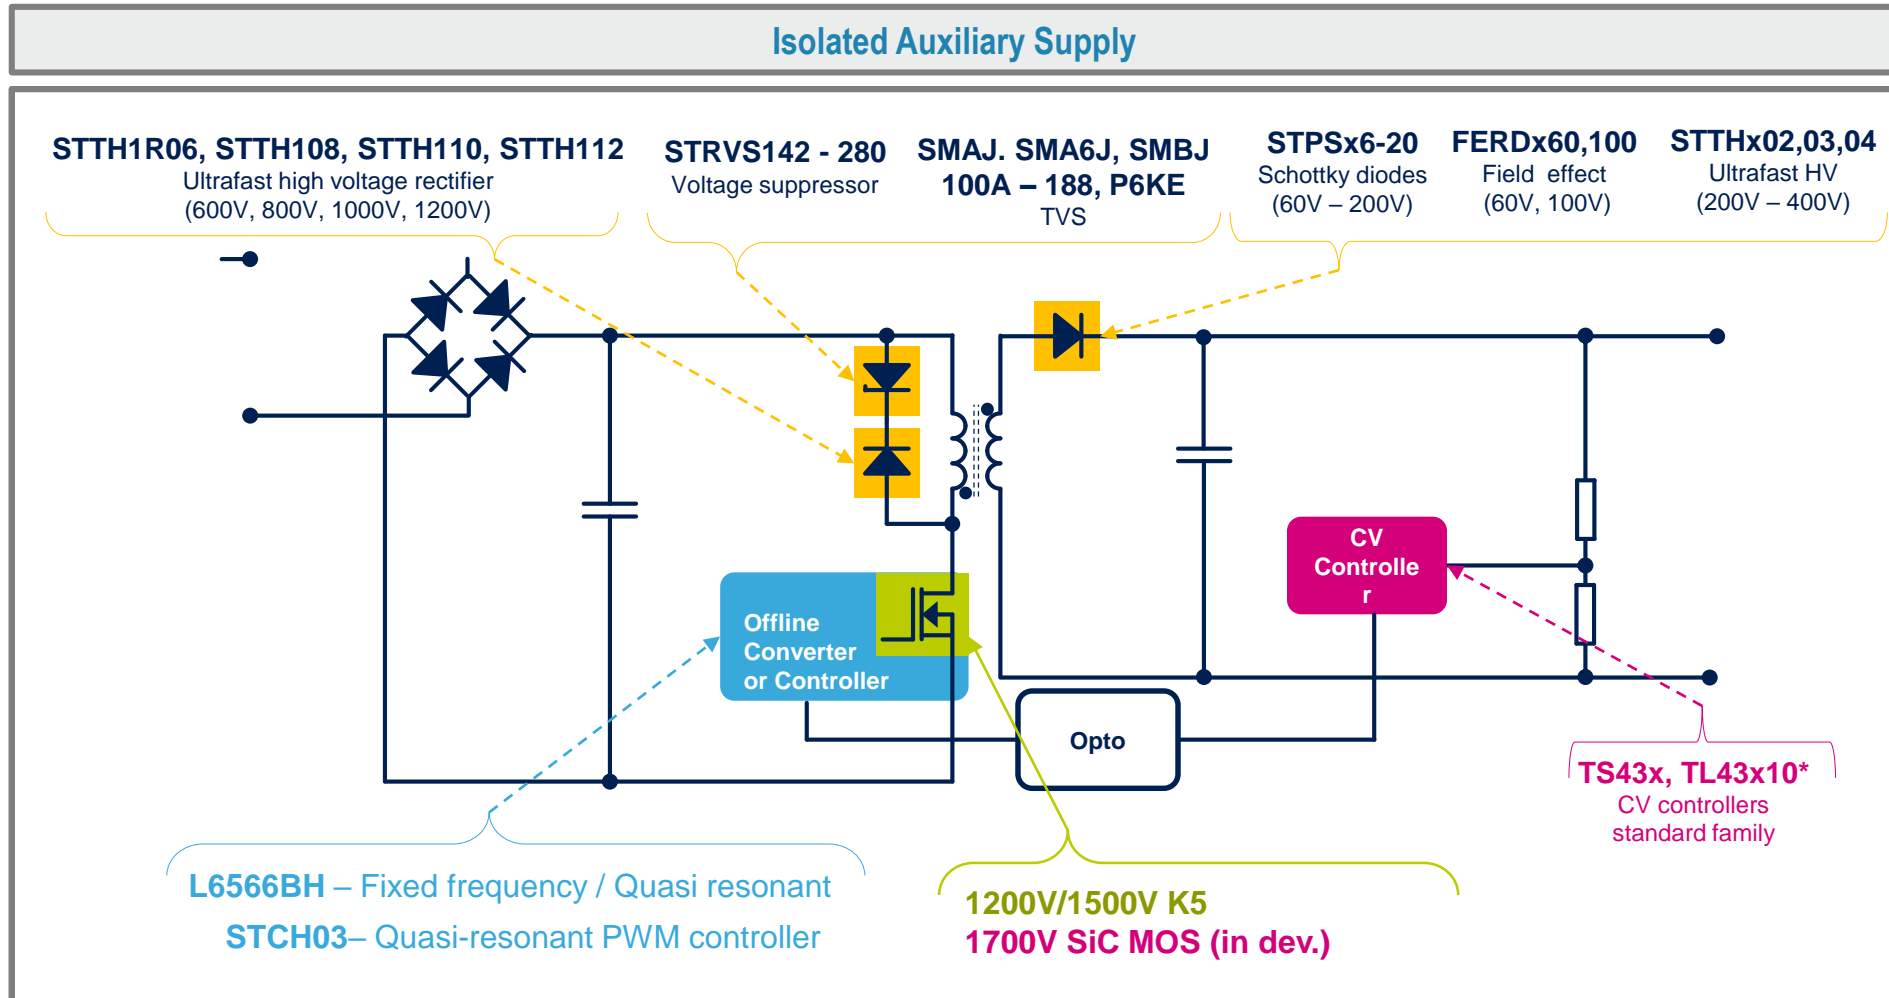 Isolated Auxiliary Supply
STTH1R06, STTH108, STTH110, STTH112
Ultrafast high voltage rectifier
(600V, 800V, 1000V, 1200V)
STRVS142 - 280
Voltage suppressor
SMAJ. SMA6J, SMBJ
100A – 188, P6KE
TVS
STPSx6-20
Schottky diodes
(60V – 200V)
FERDx60,100
Field effect
(60V, 100V)
STTHx02,03,04
Ultrafast HV
(200V – 400V)
CV
Controlle
r
Offline
Converter
or Controller
Opto
TS43x, TL43x10*
CV controllers
standard family
L6566BH – Fixed frequency / Quasi resonant
STCH03– Quasi-resonant PWM controller
1200V/1500V K5
1700V SiC MOS (in dev.)